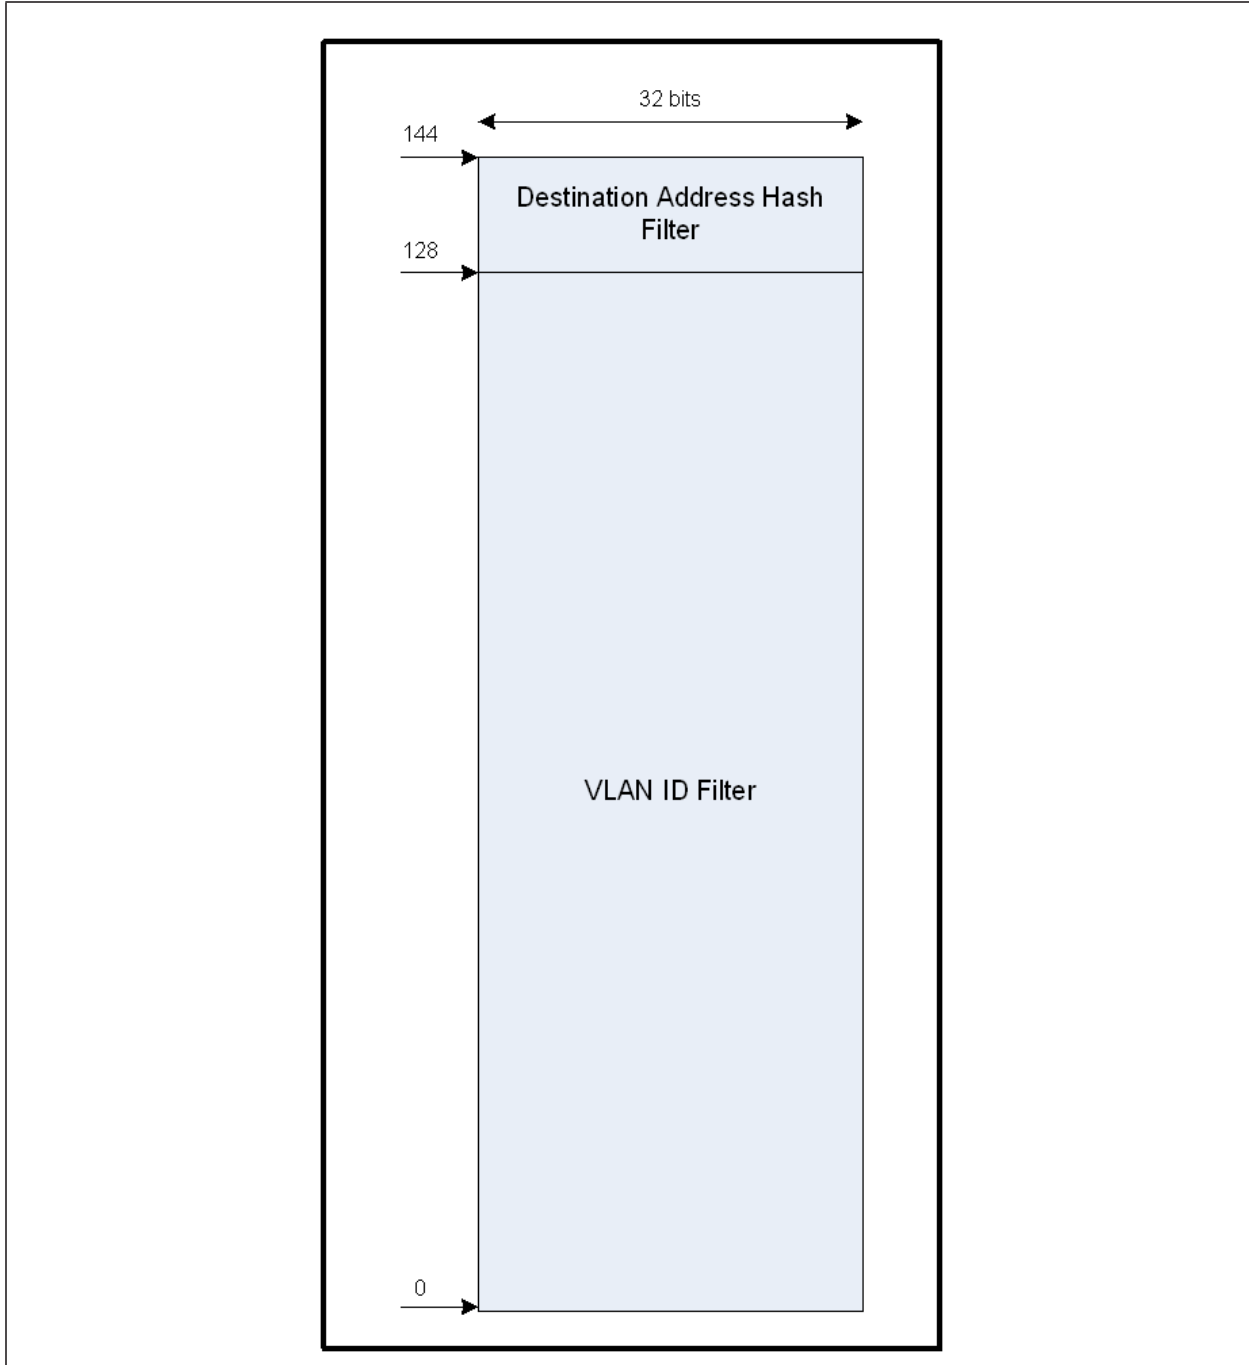 32 bits
144
Destination Address Hash
Filter
128
VLAN ID Filter
0